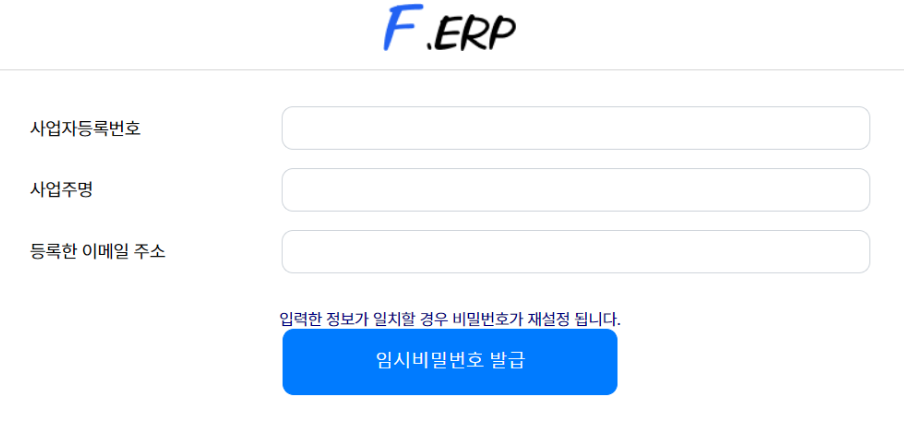 F.ERP
사업자등록번호
사업주명
등록한 이메일 주소
입력한 정보가 일치할 경우 비밀번호가 재설정 됩니다.
임시비밀번호 발급